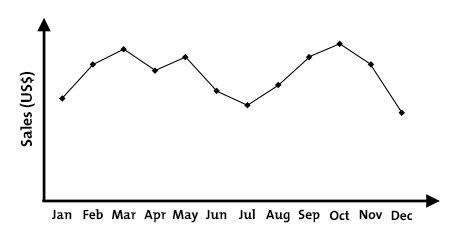 Sales (US$)
Jan Feb Mar Apr May Jun Jul Aug Sep Oct Nov Dec